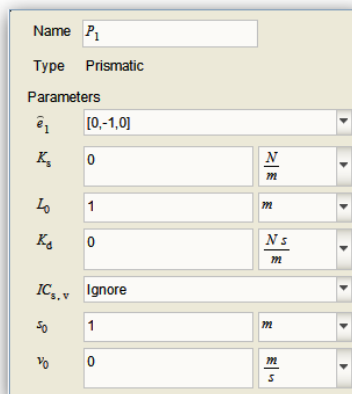 Name P₁
Type Prismatic
Parameters
ê₁ [0,-1,0]
Kₛ 0 N/m
L₀ 1 m
K_d 0 N s/m
ICₛ,ᵥ Ignore
s₀ 1 m
v₀ 0 m/s